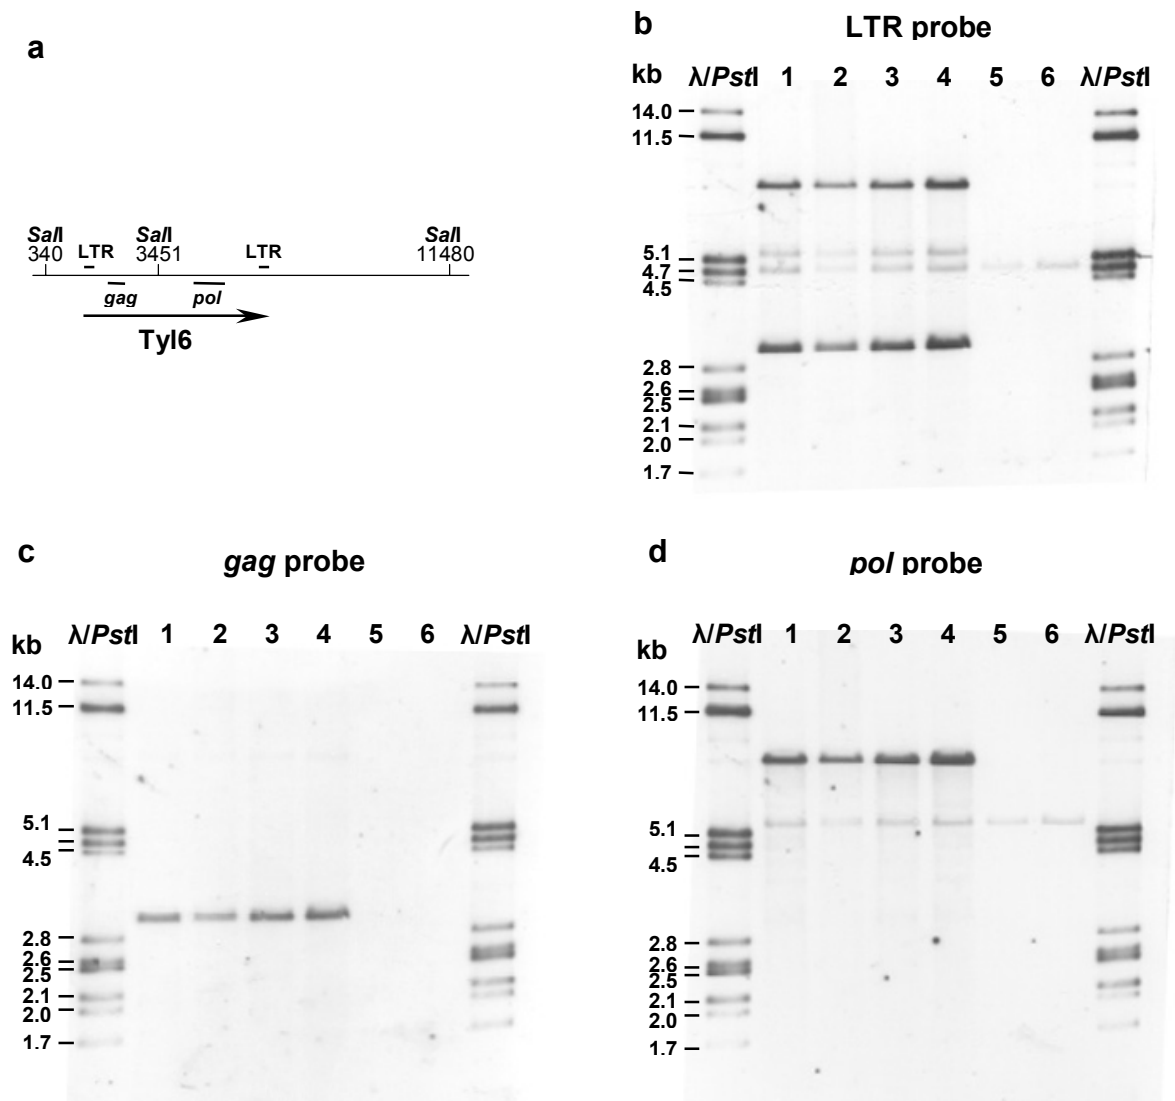 a
SalI SalI SalI
340 LTR 3451 LTR 11480
gag pol
Tyl6
b
LTR probe
kb λ/PstI 1 2 3 4 5 6 λ/PstI
14.0
11.5
5.1
4.7
4.5
2.8
2.6
2.5
2.1
2.0
1.7
c
gag probe
kb λ/PstI 1 2 3 4 5 6 λ/PstI
14.0
11.5
5.1
4.5
2.8
2.6
2.5
2.1
2.0
1.7
d
pol probe
kb λ/PstI 1 2 3 4 5 6 λ/PstI
14.0
11.5
5.1
4.5
2.8
2.6
2.5
2.1
2.0
1.7